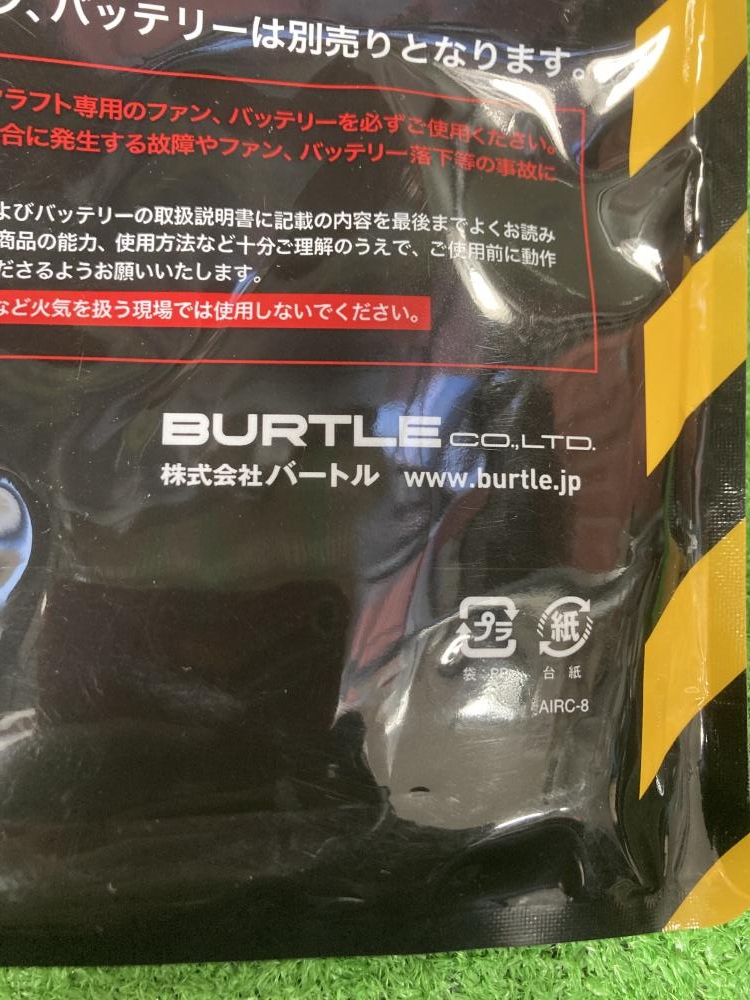 、バッテリーは別売りとなります。
ラフト専用のファン、バッテリーを必ずご使用ください。
合に発生する故障やファン、バッテリー落下等の事故に
よびバッテリーの取扱説明書に記載の内容を最後までよくお読み
商品の能力、使用方法など十分ご理解のうえで、ご使用前に動作
ださるようお願いいたします。
など火気を扱う現場では使用しないでください。
BURTLE CO.,LTD.
株式会社バートル www.burtle.jp
プラ 紙
袋：PP 台 紙
AIRC-8